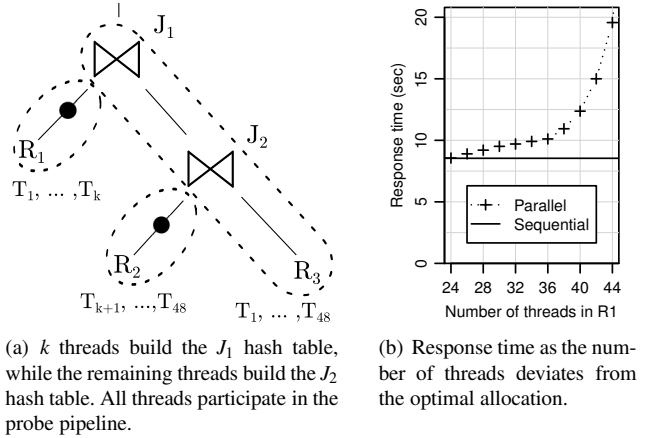 J1
R1
T1, ... ,Tk
J2
R2
R3
Tk+1, ...,T48
T1, ... ,T48
(a) k threads build the J1 hash table,
while the remaining threads build the J2
hash table. All threads participate in the
probe pipeline.
Response time (sec)
20
15
10
5
0
Parallel
Sequential
24 28 32 36 40 44
Number of threads in R1
(b) Response time as the num-
ber of threads deviates from
the optimal allocation.